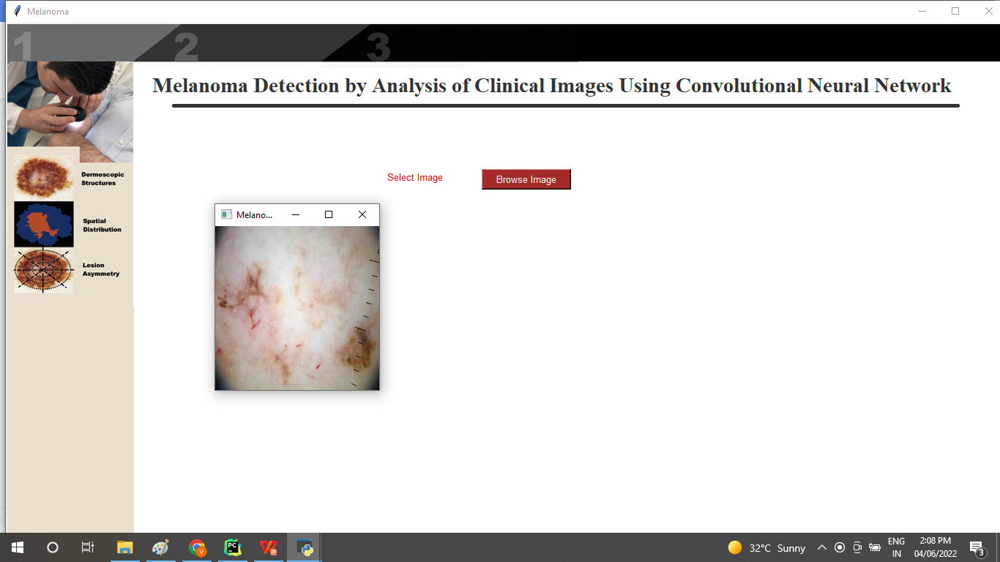 Melanoma
1 2 3
Melanoma Detection by Analysis of Clinical Images Using Convolutional Neural Network
Dermoscopic
Structures
Spatial
Distribution
Lesion
Asymmetry
Select Image
Browse Image
Melano...
PC
32°C Sunny
ENG
IN
2:08 PM
04/06/2022
3